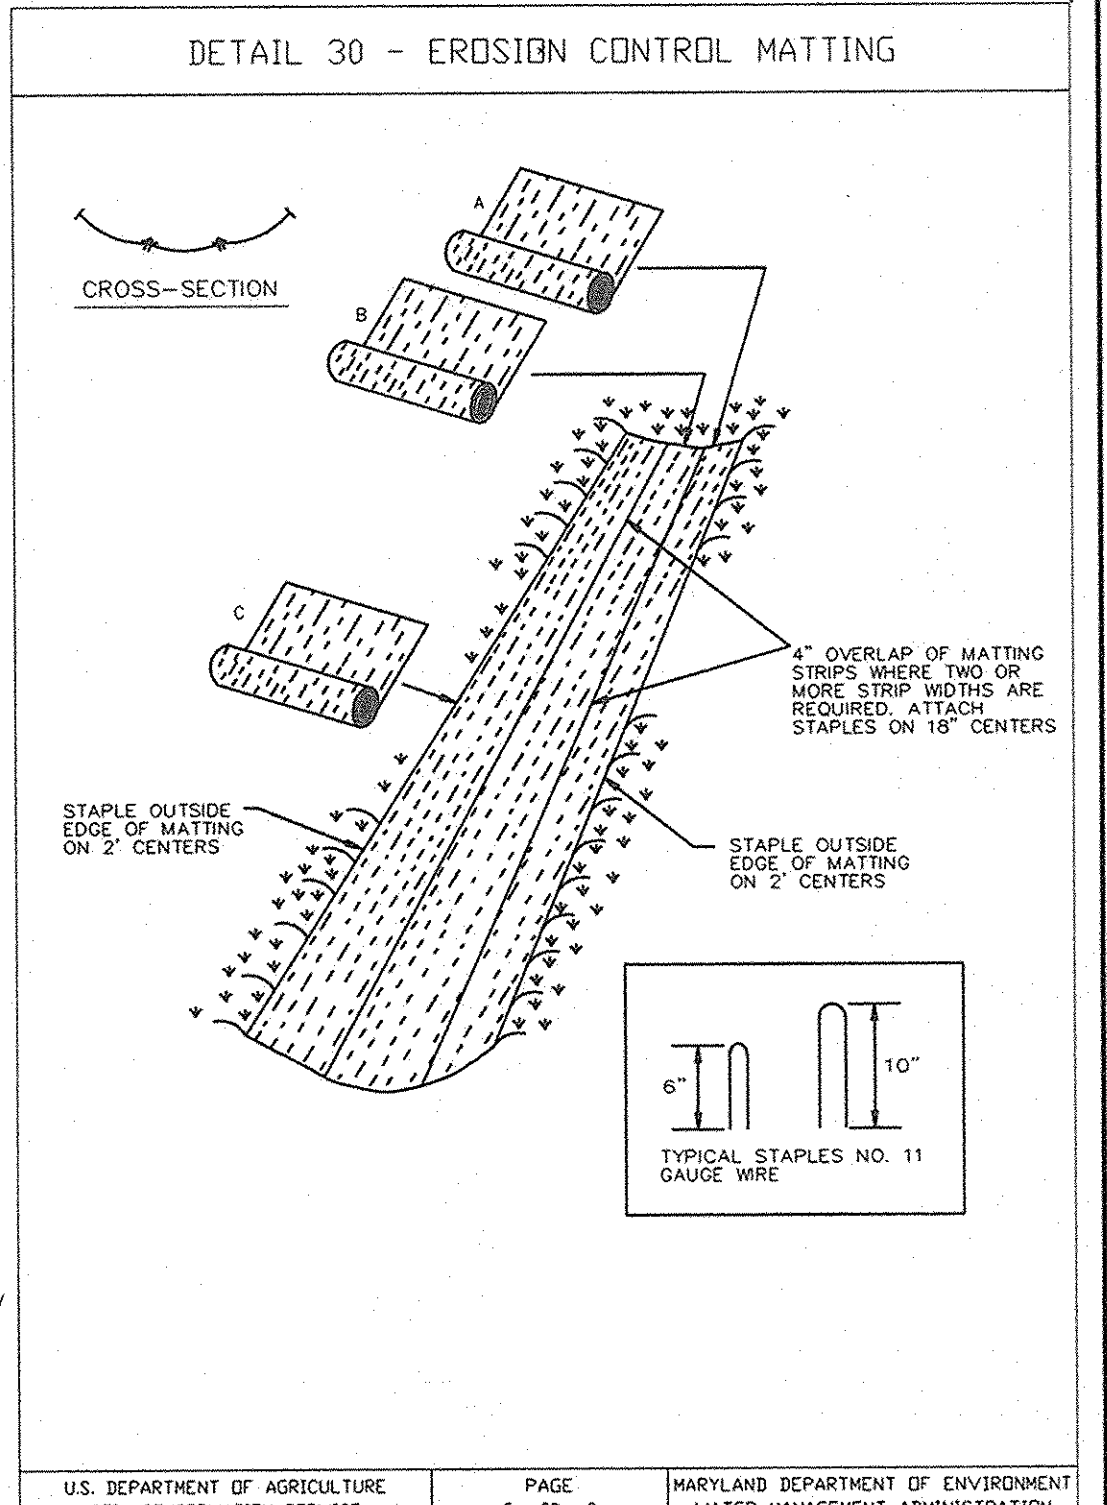 DETAIL 30 - EROSION CONTROL MATTING
CROSS-SECTION
A
B
C
4" OVERLAP OF MATTING
STRIPS WHERE TWO OR
MORE STRIP WIDTHS ARE
REQUIRED. ATTACH
STAPLES ON 18" CENTERS
STAPLE OUTSIDE
EDGE OF MATTING
ON 2' CENTERS
STAPLE OUTSIDE
EDGE OF MATTING
ON 2' CENTERS
6"
10"
TYPICAL STAPLES NO. 11
GAUGE WIRE
U.S. DEPARTMENT OF AGRICULTURE
PAGE
MARYLAND DEPARTMENT OF ENVIRONMENT
WATER MANAGEMENT ADMINISTRATION